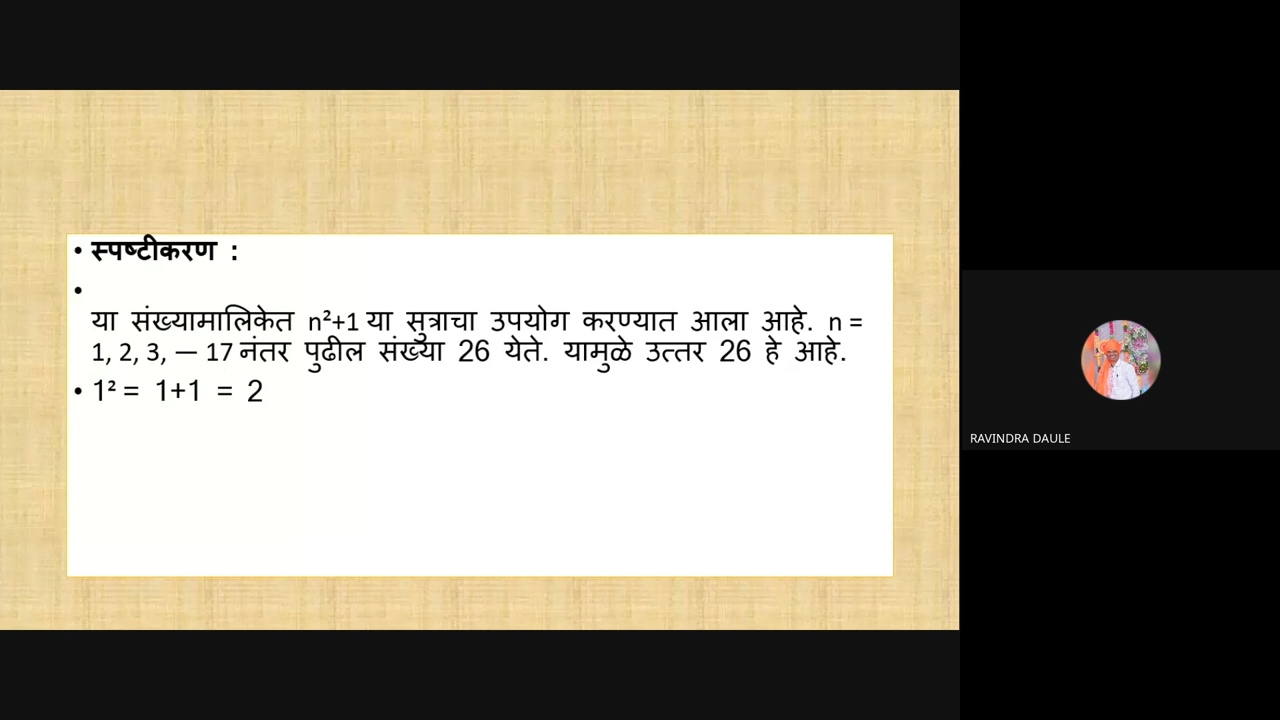 • स्पष्टीकरण :
•
या संख्यामालिकेत n²+1 या सुत्राचा उपयोग करण्यात आला आहे. n =
1, 2, 3, — 17 नंतर पुढील संख्या 26 येते. यामुळे उत्तर 26 हे आहे.
• 1² = 1+1 = 2
RAVINDRA DAULE